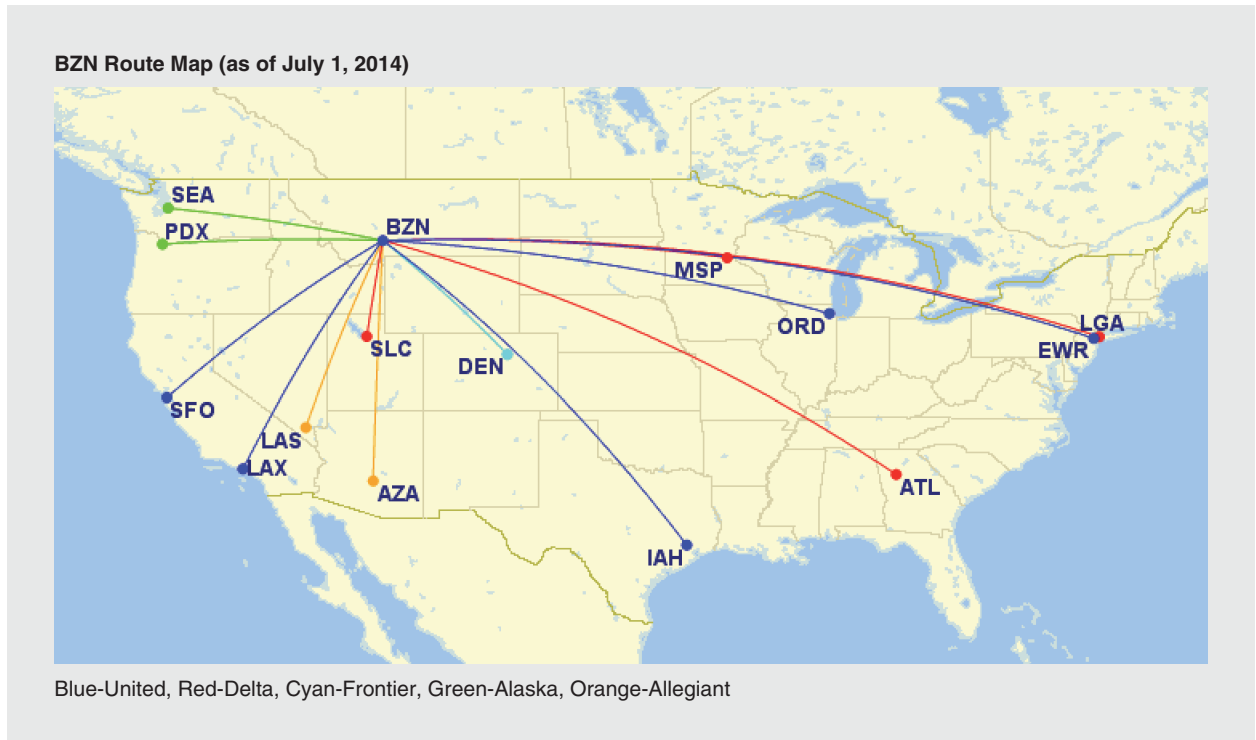 BZN Route Map (as of July 1, 2014)
SEA
PDX
BZN
MSP
ORD
LGA
EWR
SLC
DEN
SFO
LAS
LAX
AZA
ATL
IAH
Blue-United, Red-Delta, Cyan-Frontier, Green-Alaska, Orange-Allegiant